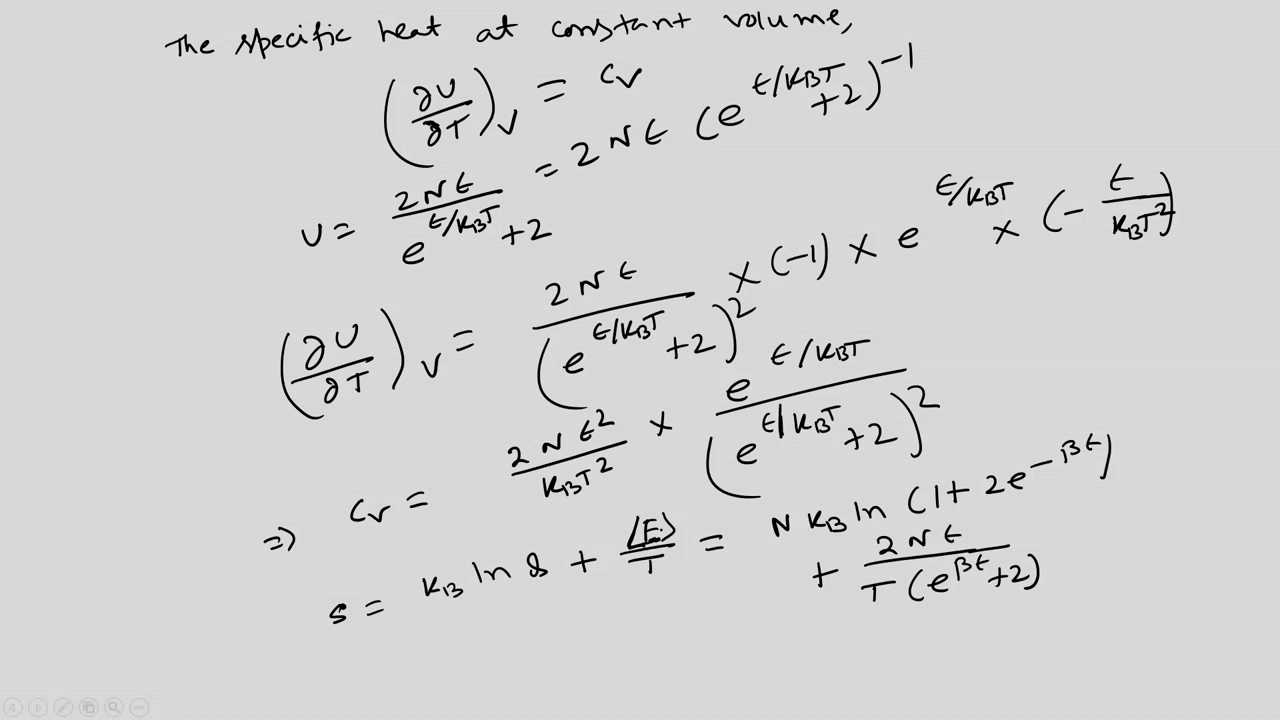 The specific heat at constant volume,
(∂U/∂T)_V = C_V
U = 2Nϵ / (e^{ϵ/K_BT} + 2) = 2Nϵ (e^{ϵ/K_BT} + 2)^{-1}
(∂U/∂T)_V = 2Nϵ / (e^{ϵ/K_BT} + 2)^2 × (-1) × e^{ϵ/K_BT} × (- ϵ/K_BT^2)
=> C_V = 2Nϵ^2/K_BT^2 × e^{ϵ/K_BT} / (e^{ϵ/K_BT} + 2)^2
S = K_B ln 𝓏 + ⟨E⟩/T = N K_B ln (1 + 2e^{-βϵ})
+ 2Nϵ / T(e^{βϵ} + 2)